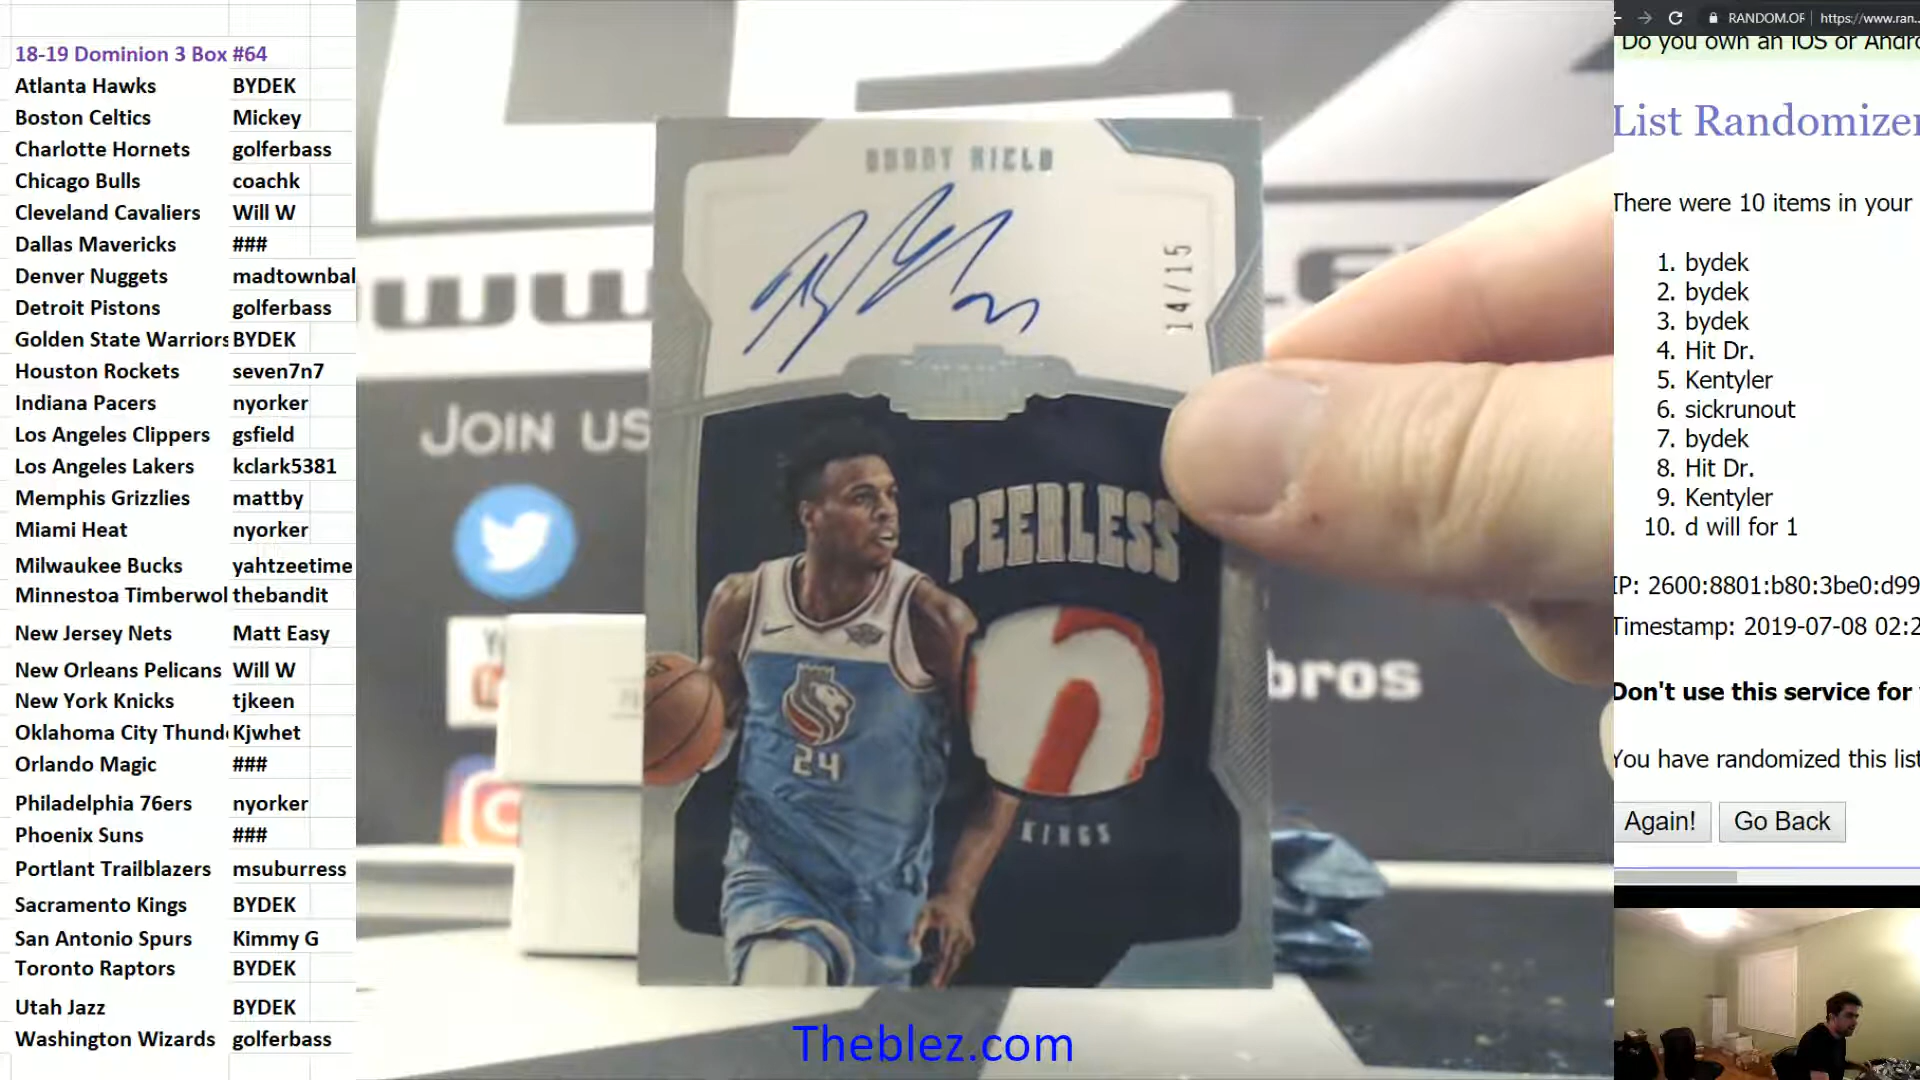 18-19 Dominion 3 Box #64
Atlanta Hawks BYDEK
Boston Celtics Mickey
Charlotte Hornets golferbass
Chicago Bulls coachk
Cleveland Cavaliers Will W
Dallas Mavericks ###
Denver Nuggets madtownbal
Detroit Pistons golferbass
Golden State Warriors BYDEK
Houston Rockets seven7n7
Indiana Pacers nyorker
Los Angeles Clippers gsfield
Los Angeles Lakers kclark5381
Memphis Grizzlies mattby
Miami Heat nyorker
Milwaukee Bucks yahtzeetime
Minnestoa Timberwol thebandit
New Jersey Nets Matt Easy
New Orleans Pelicans Will W
New York Knicks tjkeen
Oklahoma City Thund Kjwhet
Orlando Magic ###
Philadelphia 76ers nyorker
Phoenix Suns ###
Portlant Trailblazers msuburress
Sacramento Kings BYDEK
San Antonio Spurs Kimmy G
Toronto Raptors BYDEK
Utah Jazz BYDEK
Washington Wizards golferbass
BUDDY HIELD
14/15
www
JOIN US
PEERLESS
24
KINGS
bros
Theblez.com
RANDOM.OR https://www.ran...
Do you own an iOS or Andro
List Randomizer
There were 10 items in your
1. bydek
2. bydek
3. bydek
4. Hit Dr.
5. Kentyler
6. sickrunout
7. bydek
8. Hit Dr.
9. Kentyler
10. d will for 1
IP: 2600:8801:b80:3be0:d99
Timestamp: 2019-07-08 02:2
Don't use this service for
You have randomized this list
Again! Go Back